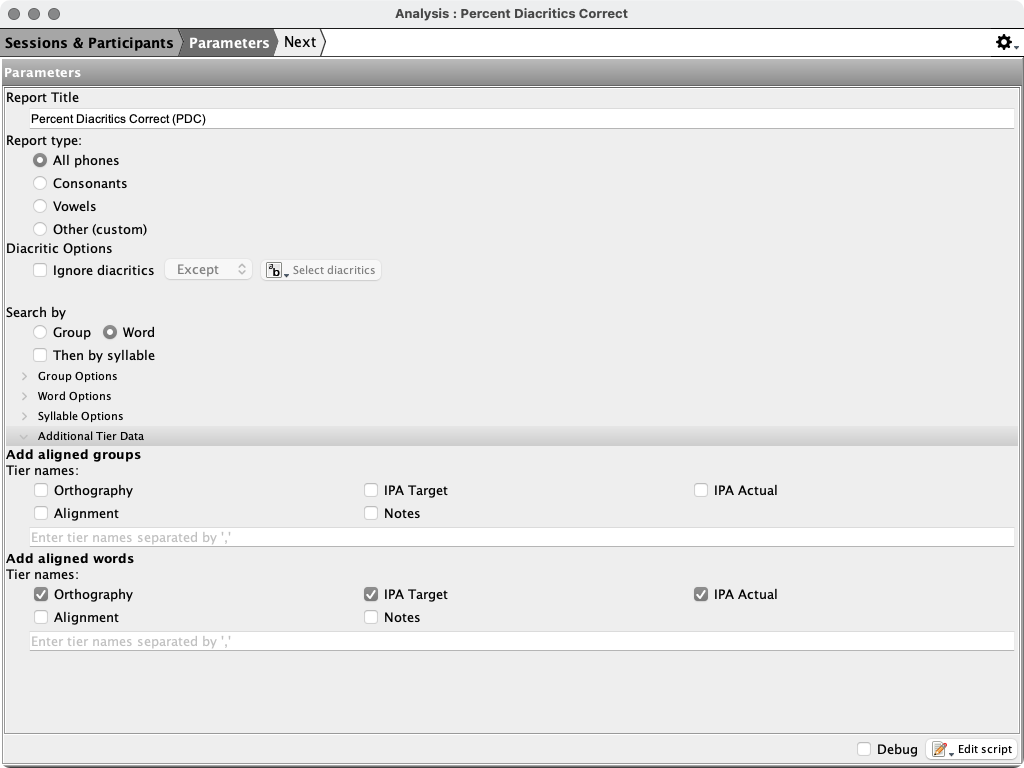 Analysis : Percent Diacritics Correct
Sessions & Participants Parameters Next
Parameters
Report Title
Percent Diacritics Correct (PDC)
Report type:
All phones
Consonants
Vowels
Other (custom)
Diacritic Options
Ignore diacritics Except Select diacritics
Search by
Group Word
Then by syllable
Group Options
Word Options
Syllable Options
Additional Tier Data
Add aligned groups
Tier names:
Orthography IPA Target IPA Actual
Alignment Notes
Enter tier names separated by ','
Add aligned words
Tier names:
Orthography IPA Target IPA Actual
Alignment Notes
Enter tier names separated by ','
Debug Edit script